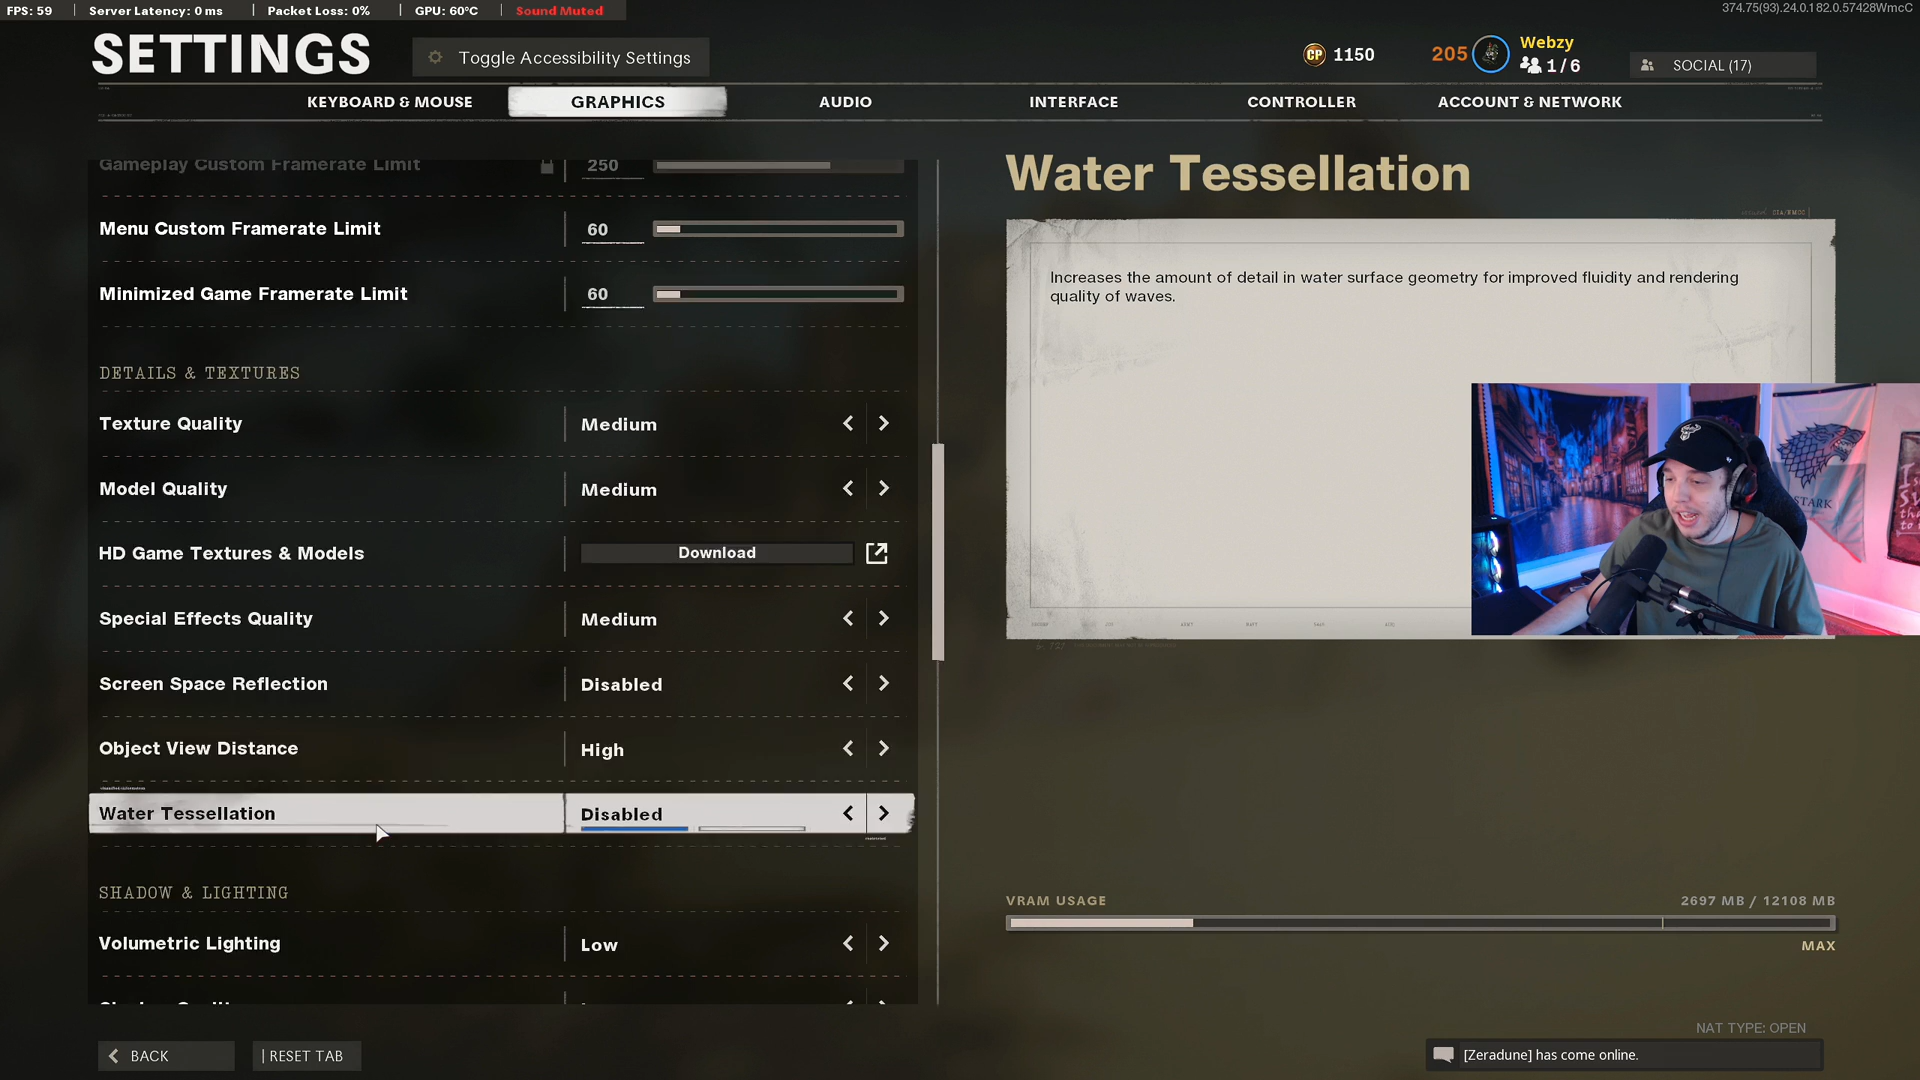 FPS: 59 | Server Latency: 0 ms | Packet Loss: 0% | GPU: 60°C | Sound Muted
374.75(93).24.0.182.0.57428WmcC
SETTINGS
Toggle Accessibility Settings
CP 1150
205
Webzy
1 / 6
SOCIAL (17)
KEYBOARD & MOUSE
GRAPHICS
AUDIO
INTERFACE
CONTROLLER
ACCOUNT & NETWORK
Gameplay Custom Framerate Limit 250
Menu Custom Framerate Limit 60
Minimized Game Framerate Limit 60
DETAILS & TEXTURES
Texture Quality Medium
Model Quality Medium
HD Game Textures & Models Download
Special Effects Quality Medium
Screen Space Reflection Disabled
Object View Distance High
Water Tessellation Disabled
SHADOW & LIGHTING
Volumetric Lighting Low
Water Tessellation
Increases the amount of detail in water surface geometry for improved fluidity and rendering
quality of waves.
STARK
VRAM USAGE
2697 MB / 12108 MB
MAX
BACK
RESET TAB
NAT TYPE: OPEN
[Zeradune] has come online.